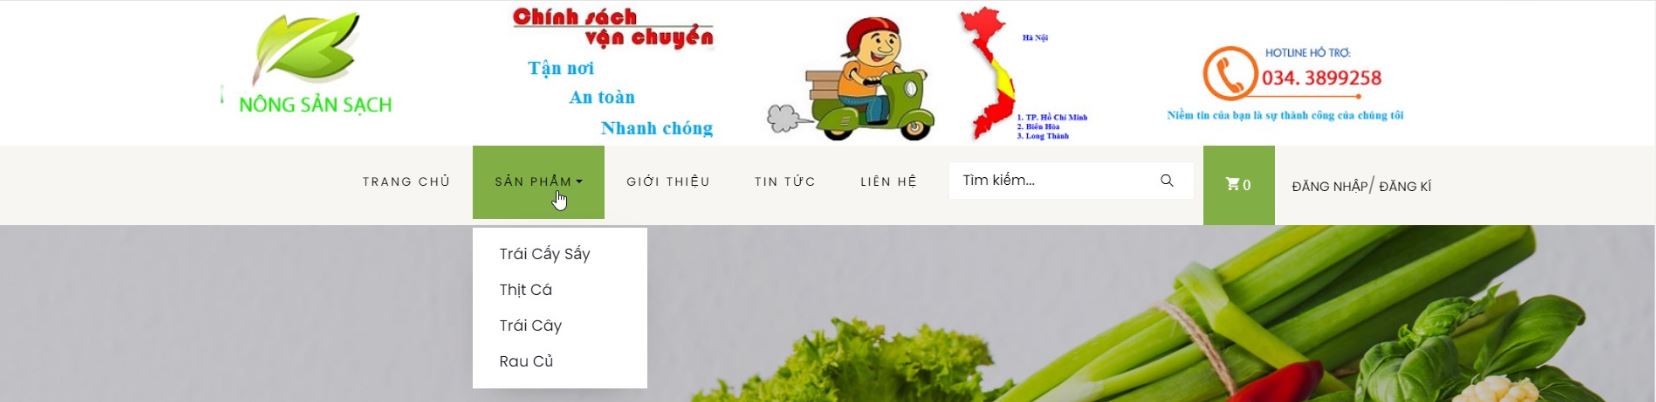 NÔNG SẢN SẠCH
Chính sách
vận chuyển
Tận nơi
An toàn
Nhanh chóng
Hà Nội
1. TP. Hồ Chí Minh
2. Biên Hòa
3. Long Thành
HOTLINE HỖ TRỢ:
034. 3899258
Niềm tin của bạn là sự thành công của chúng tôi
TRANG CHỦ SẢN PHẨM GIỚI THIỆU TIN TỨC LIÊN HỆ Tìm kiếm... 0 ĐĂNG NHẬP/ ĐĂNG KÍ
Trái Cấy Sấy
Thịt Cá
Trái Cây
Rau Củ